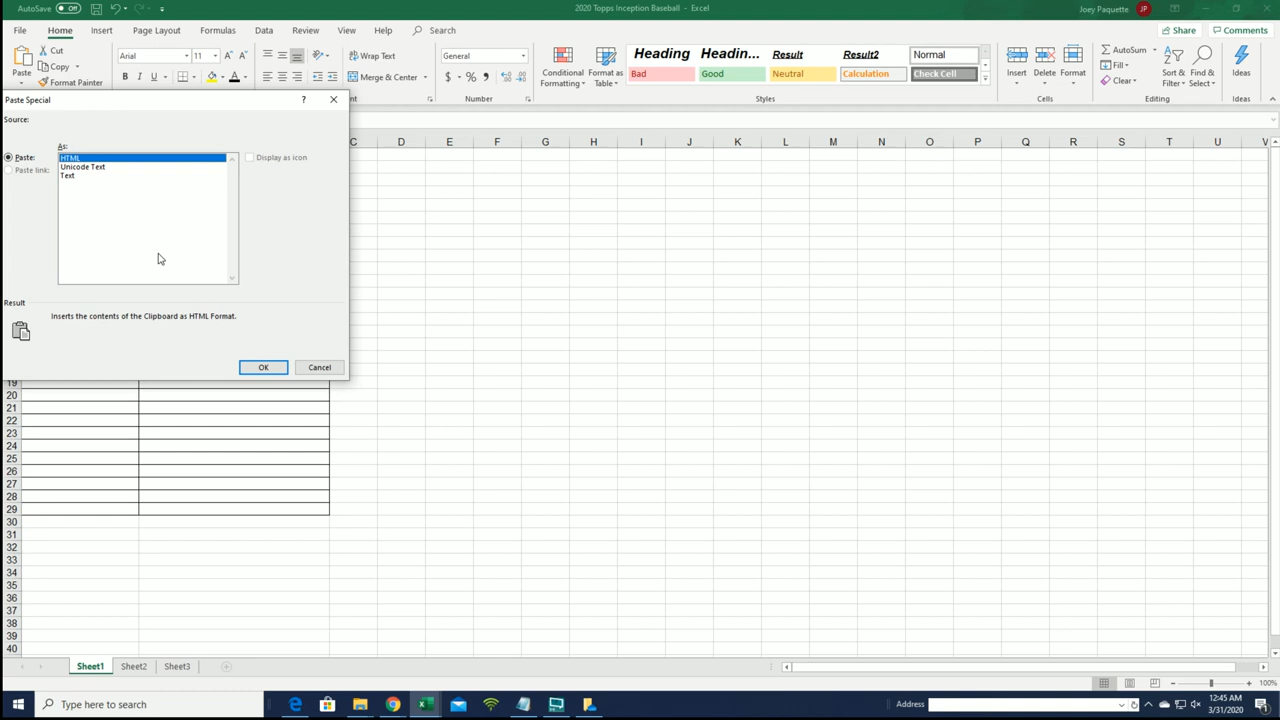 AutoSave Off 2020 Topps Inception Baseball - Excel Joey Paquette JP
File Home Insert Page Layout Formulas Data Review View Help Search Share Comments
Cut Arial 11 Wrap Text General Heading Headin... Result Result2 Normal AutoSum
Copy Fill
Paste Format Painter B I U Merge & Center $ % Conditional Formatting Format as Table Bad Good Neutral Calculation Check Cell Insert Delete Format Clear Sort & Filter Find & Select Ideas
Number Styles Cells Editing Ideas
Paste Special ?
Source:
As:
Paste: HTML Display as icon
Paste link: Unicode Text
Text
Result
Inserts the contents of the Clipboard as HTML Format.
OK Cancel
C D E F G H I J K L M N O P Q R S T U V
19
20
21
22
23
24
25
26
27
28
29
30
31
32
33
34
35
36
37
38
39
40
Sheet1 Sheet2 Sheet3
100%
Type here to search Address 12:45 AM
3/31/2020